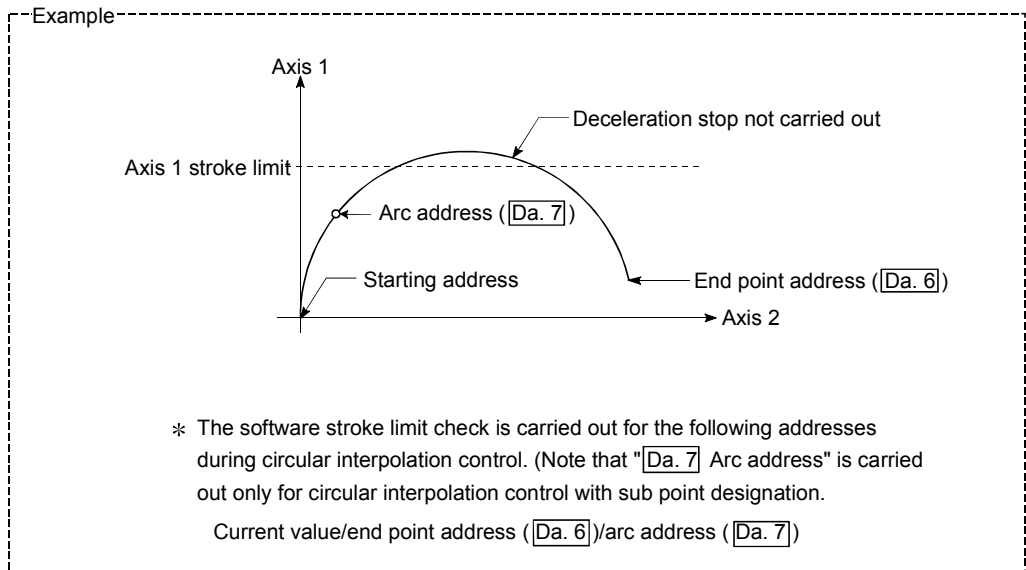 Example
Axis 1
Deceleration stop not carried out
Axis 1 stroke limit
Arc address (Da. 7)
Starting address
End point address (Da. 6)
Axis 2
* The software stroke limit check is carried out for the following addresses
during circular interpolation control. (Note that "Da. 7 Arc address" is carried
out only for circular interpolation control with sub point designation.
Current value/end point address (Da. 6)/arc address (Da. 7)